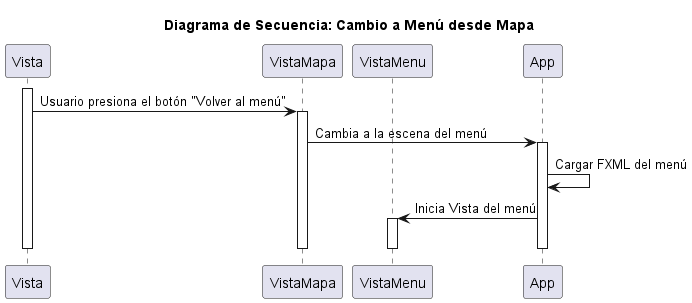 Diagrama de Secuencia: Cambio a Menú desde Mapa
Vista VistaMapa VistaMenu App
Usuario presiona el botón "Volver al menú"
Cambia a la escena del menú
Cargar FXML del menú
Inicia Vista del menú
Vista VistaMapa VistaMenu App